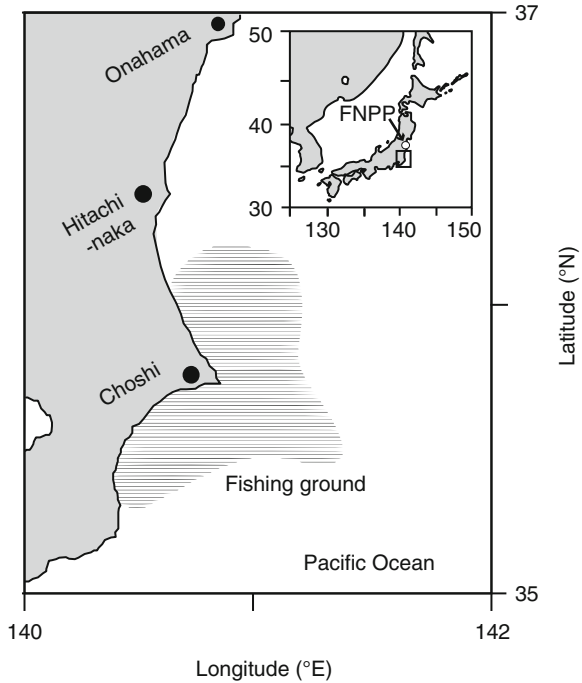 37
Onahama
50
40
30
FNPP
130
140
150
Hitachi
-naka
Latitude (°N)
Choshi
Fishing ground
Pacific Ocean
35
140
142
Longitude (°E)